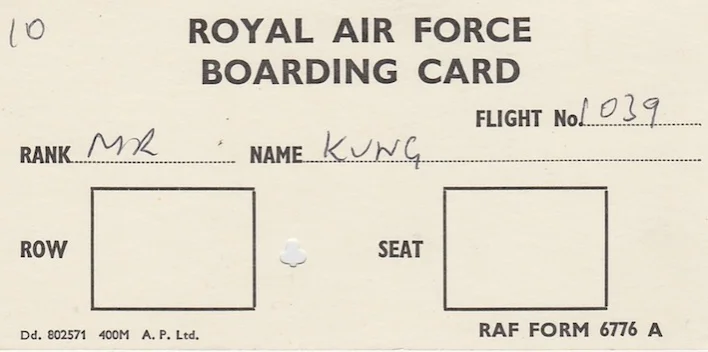 10
ROYAL AIR FORCE
BOARDING CARD
FLIGHT No. 1039
RANK MR NAME KUNG
ROW SEAT
Dd. 802571 400M A. P. Ltd. RAF FORM 6776 A